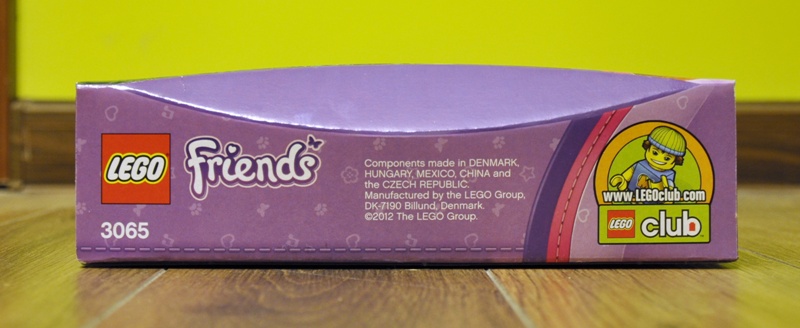 LEGO
Friends
3065
Components made in DENMARK,
HUNGARY, MEXICO, CHINA and
the CZECH REPUBLIC.
Manufactured by the LEGO Group,
DK-7190 Billund, Denmark.
©2012 The LEGO Group.
www.LEGOclub.com
LEGO club™